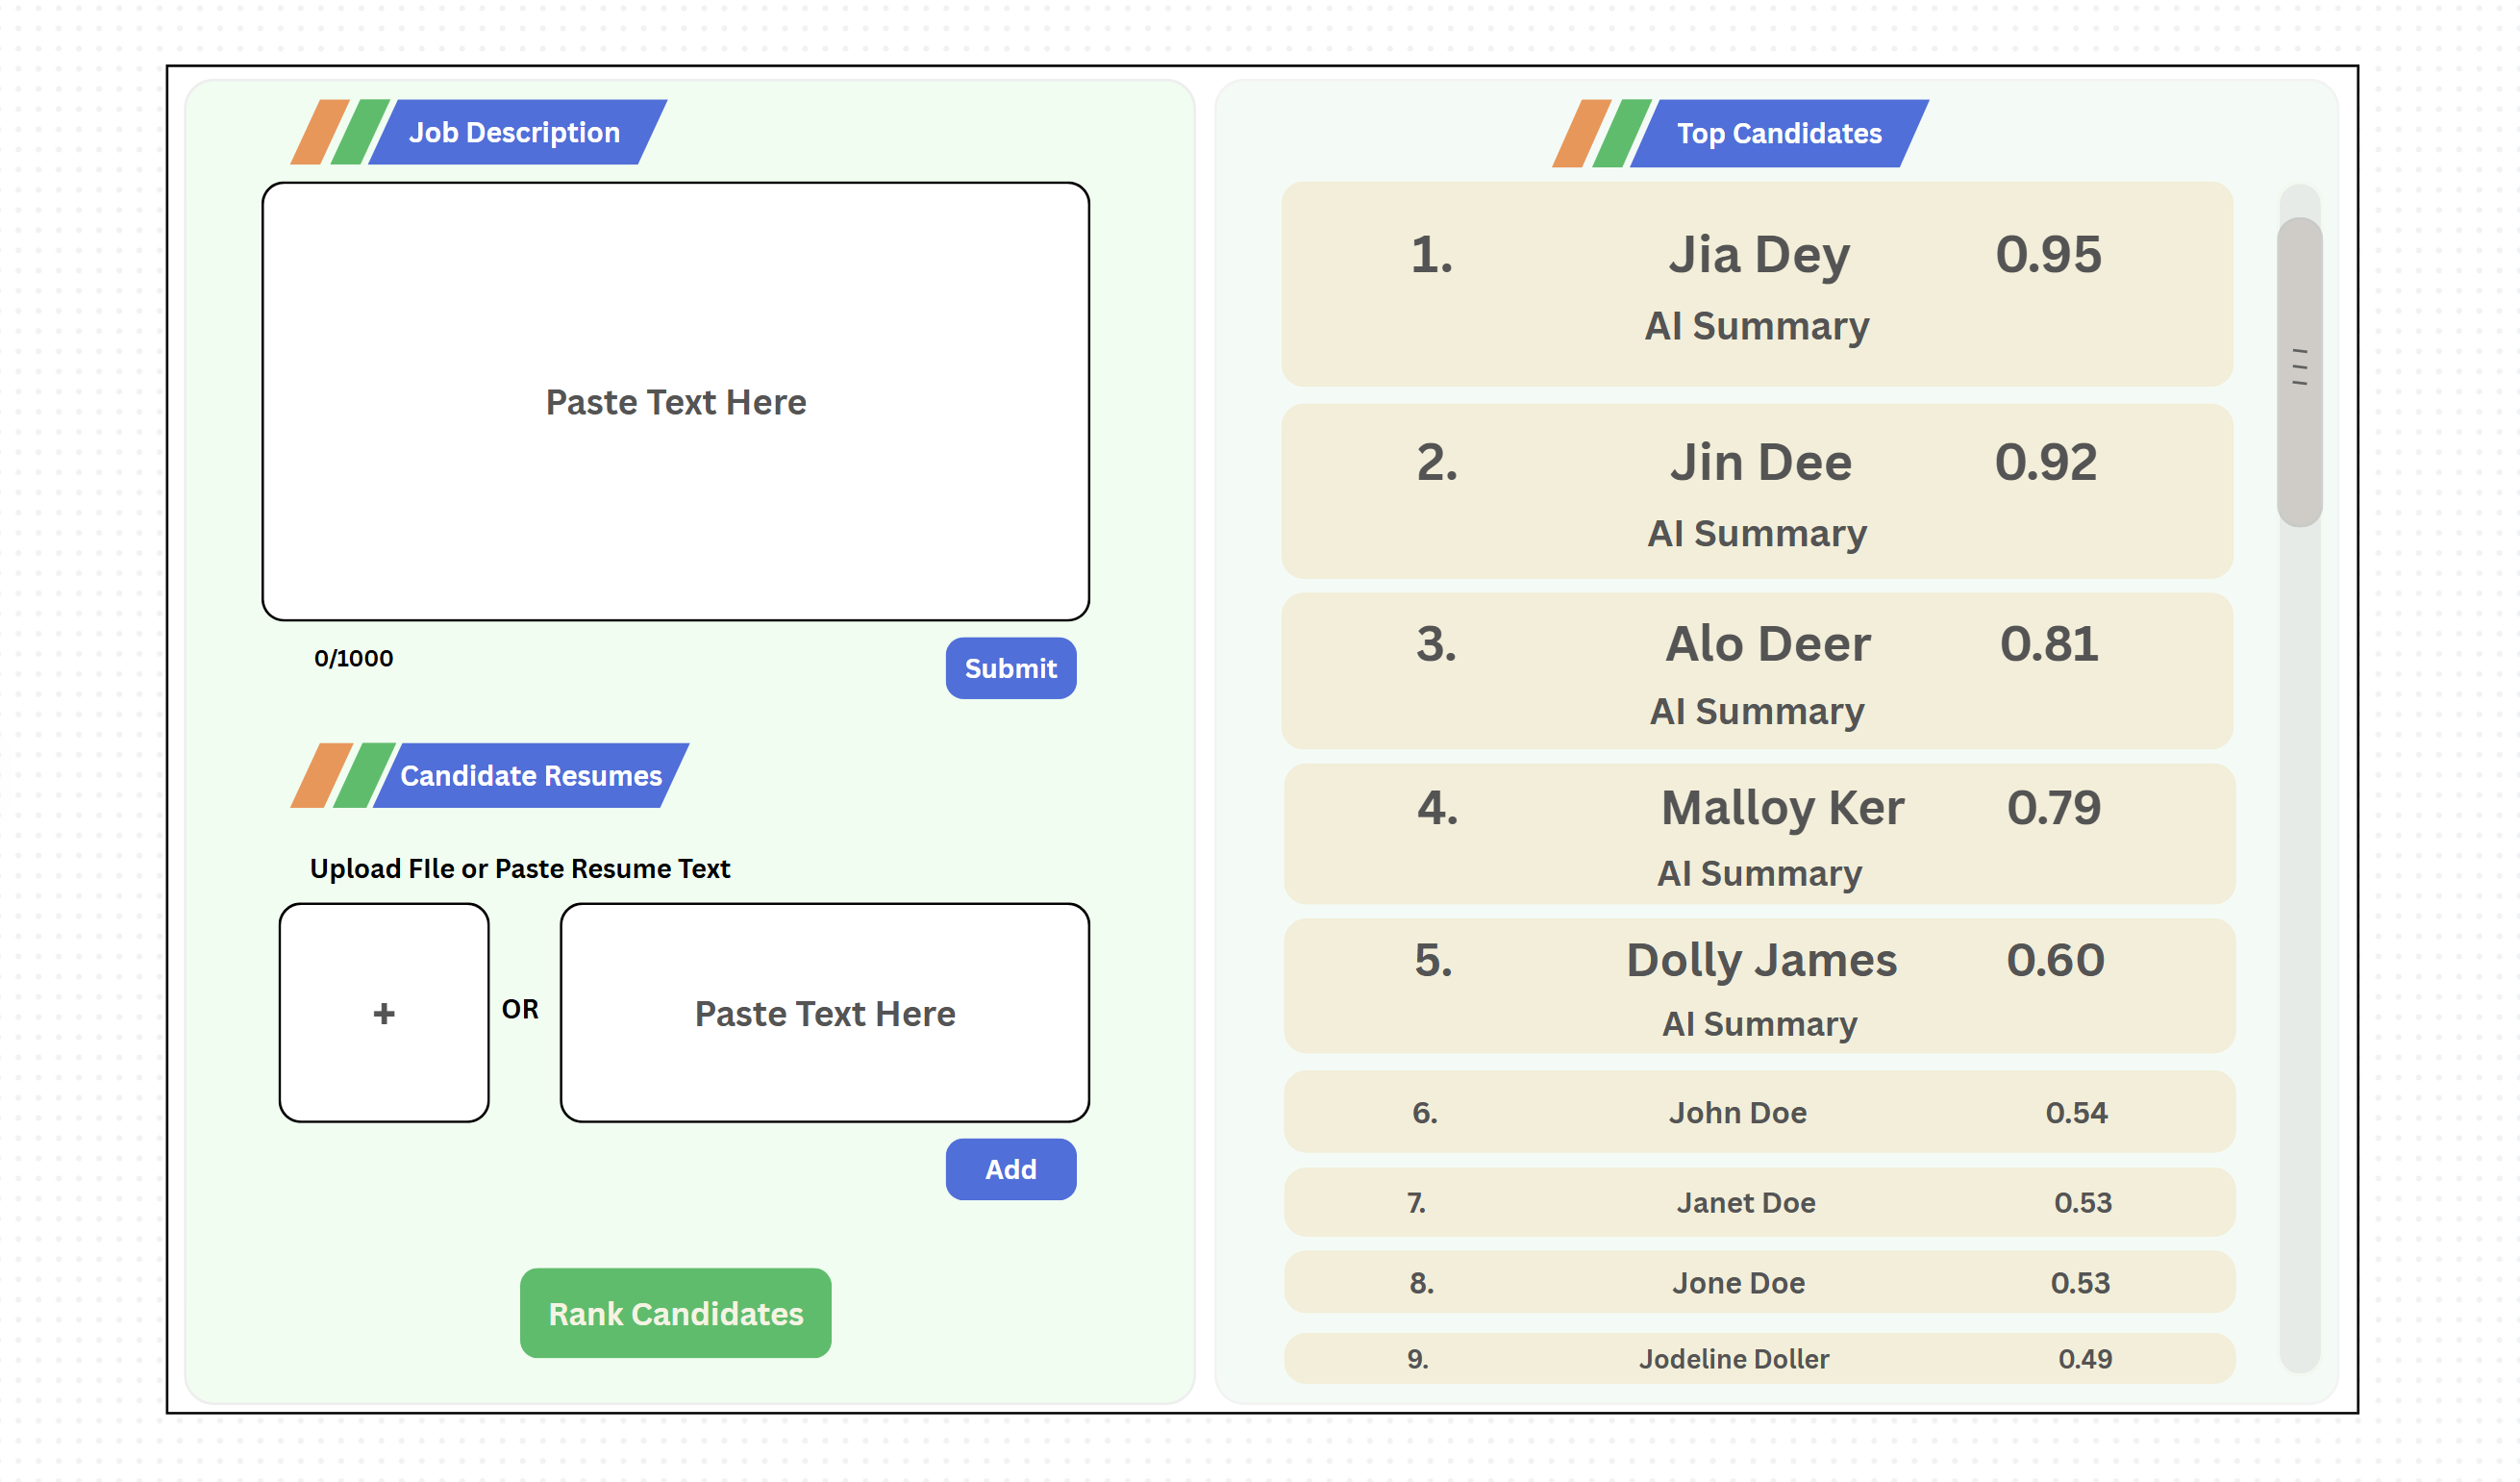 Job Description
Paste Text Here
0/1000
Submit
Candidate Resumes
Upload FIle or Paste Resume Text
+
OR
Paste Text Here
Add
Rank Candidates
Top Candidates
1. Jia Dey 0.95
AI Summary
2. Jin Dee 0.92
AI Summary
3. Alo Deer 0.81
AI Summary
4. Malloy Ker 0.79
AI Summary
5. Dolly James 0.60
AI Summary
6. John Doe 0.54
7. Janet Doe 0.53
8. Jone Doe 0.53
9. Jodeline Doller 0.49